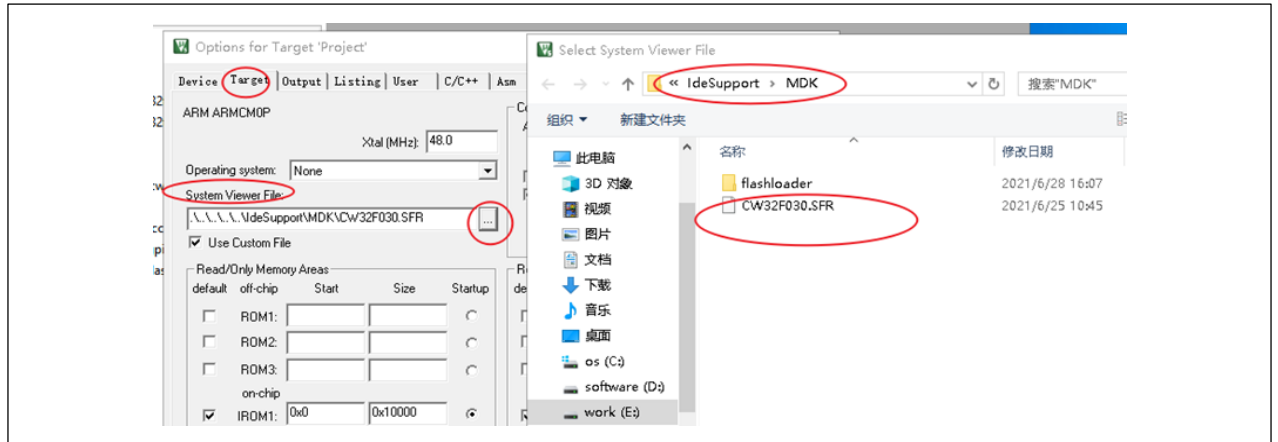 Options for Target 'Project'
Device Target Output Listing User C/C++ Asm
ARM ARMCM0P
Xtal (MHz): 48.0
Operating system: None
System Viewer File:
.\..\..\..\..\IdeSupport\MDK\CW32F030.SFR ...
Use Custom File
Read/Only Memory Areas
default off-chip Start Size Startup
ROM1:
ROM2:
ROM3:
on-chip
IROM1: 0x0 0x10000
Select System Viewer File
« IdeSupport › MDK
搜索"MDK"
组织 新建文件夹
名称 修改日期
此电脑
3D 对象
视频
图片
文档
下载
音乐
桌面
os (C:)
software (D:)
work (E:)
flashloader 2021/6/28 16:07
CW32F030.SFR 2021/6/25 10:45